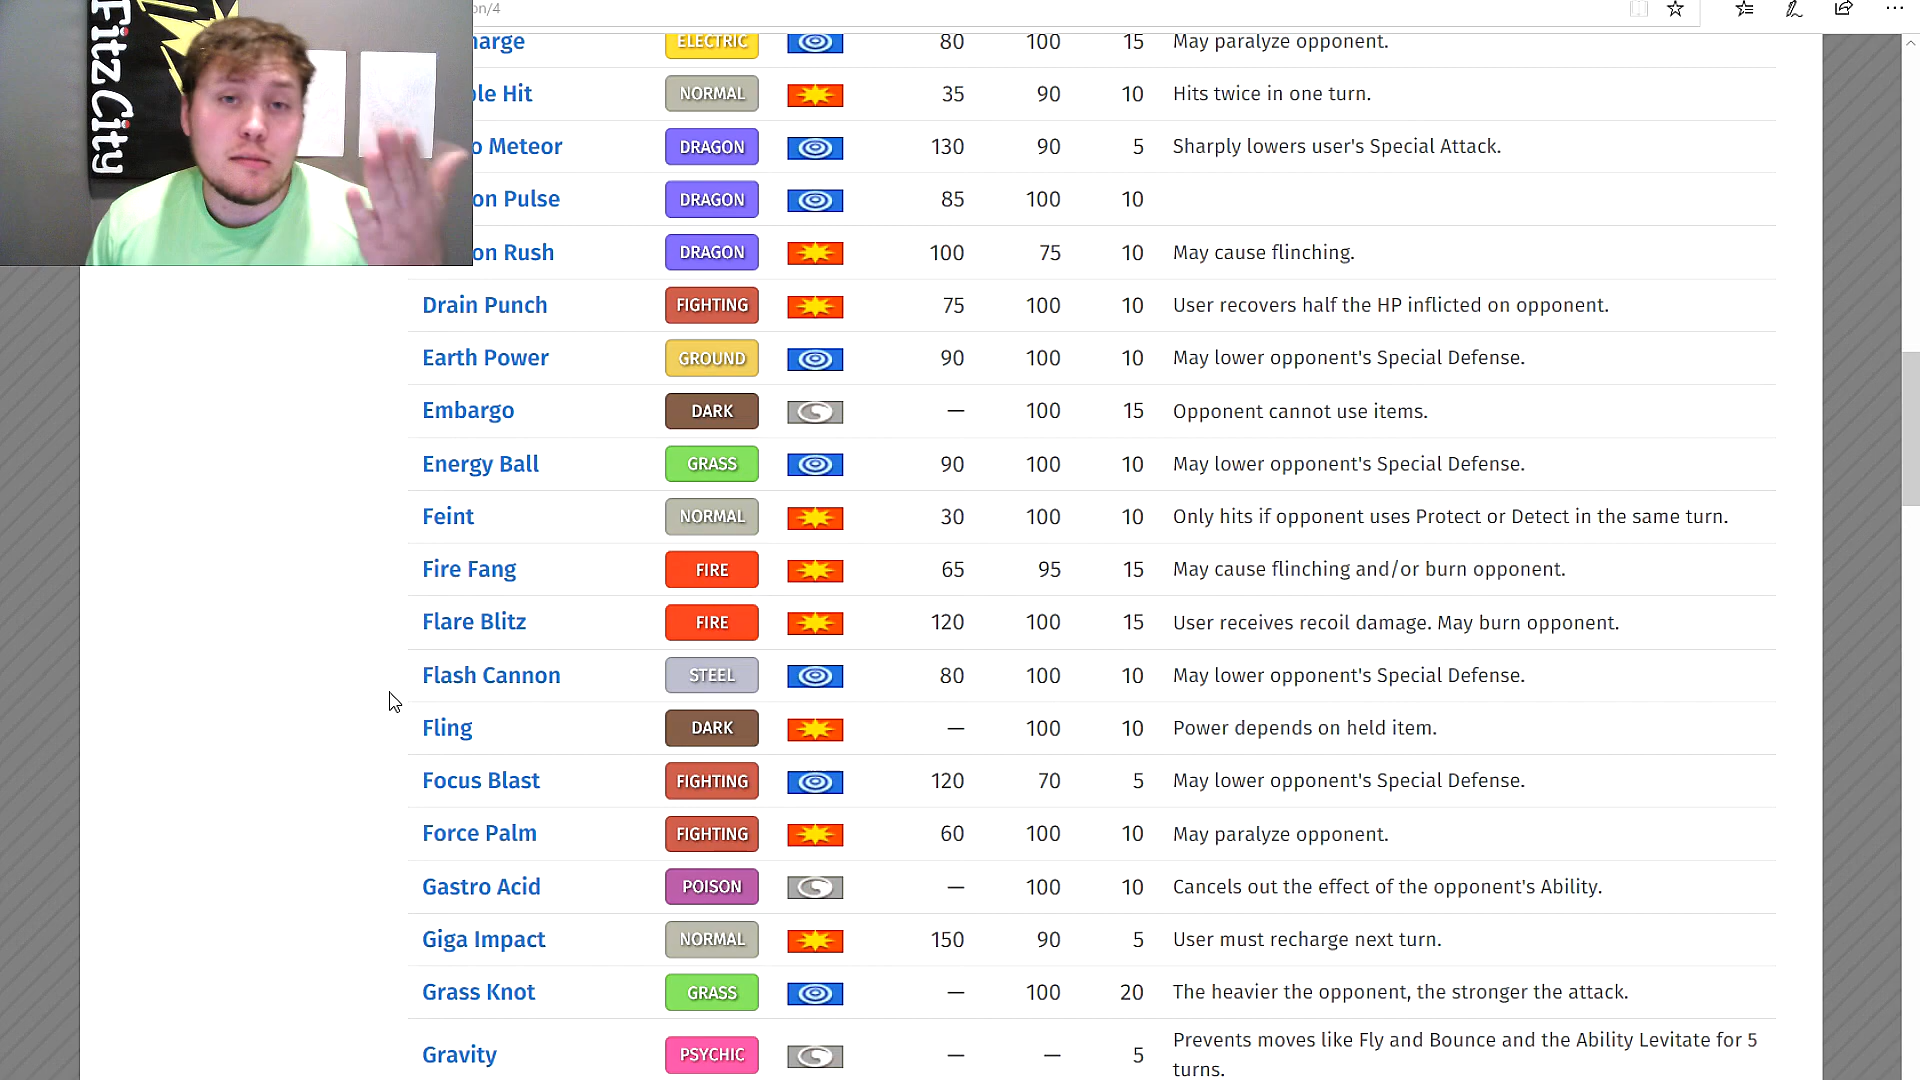 on/4
Fitz City
harge ELECTRIC 80 100 15 May paralyze opponent.
ble Hit NORMAL 35 90 10 Hits twice in one turn.
o Meteor DRAGON 130 90 5 Sharply lowers user's Special Attack.
on Pulse DRAGON 85 100 10
on Rush DRAGON 100 75 10 May cause flinching.
Drain Punch FIGHTING 75 100 10 User recovers half the HP inflicted on opponent.
Earth Power GROUND 90 100 10 May lower opponent's Special Defense.
Embargo DARK — 100 15 Opponent cannot use items.
Energy Ball GRASS 90 100 10 May lower opponent's Special Defense.
Feint NORMAL 30 100 10 Only hits if opponent uses Protect or Detect in the same turn.
Fire Fang FIRE 65 95 15 May cause flinching and/or burn opponent.
Flare Blitz FIRE 120 100 15 User receives recoil damage. May burn opponent.
Flash Cannon STEEL 80 100 10 May lower opponent's Special Defense.
Fling DARK — 100 10 Power depends on held item.
Focus Blast FIGHTING 120 70 5 May lower opponent's Special Defense.
Force Palm FIGHTING 60 100 10 May paralyze opponent.
Gastro Acid POISON — 100 10 Cancels out the effect of the opponent's Ability.
Giga Impact NORMAL 150 90 5 User must recharge next turn.
Grass Knot GRASS — 100 20 The heavier the opponent, the stronger the attack.
Gravity PSYCHIC — — 5 Prevents moves like Fly and Bounce and the Ability Levitate for 5
turns.